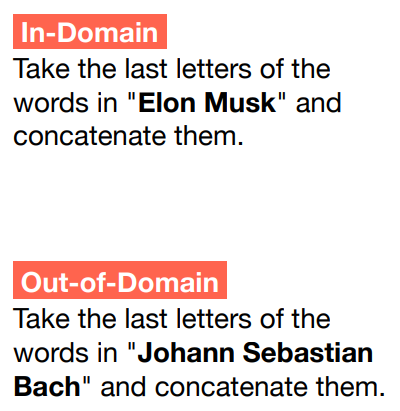 In-Domain
Take the last letters of the
words in "Elon Musk" and
concatenate them.
Out-of-Domain
Take the last letters of the
words in "Johann Sebastian
Bach" and concatenate them.